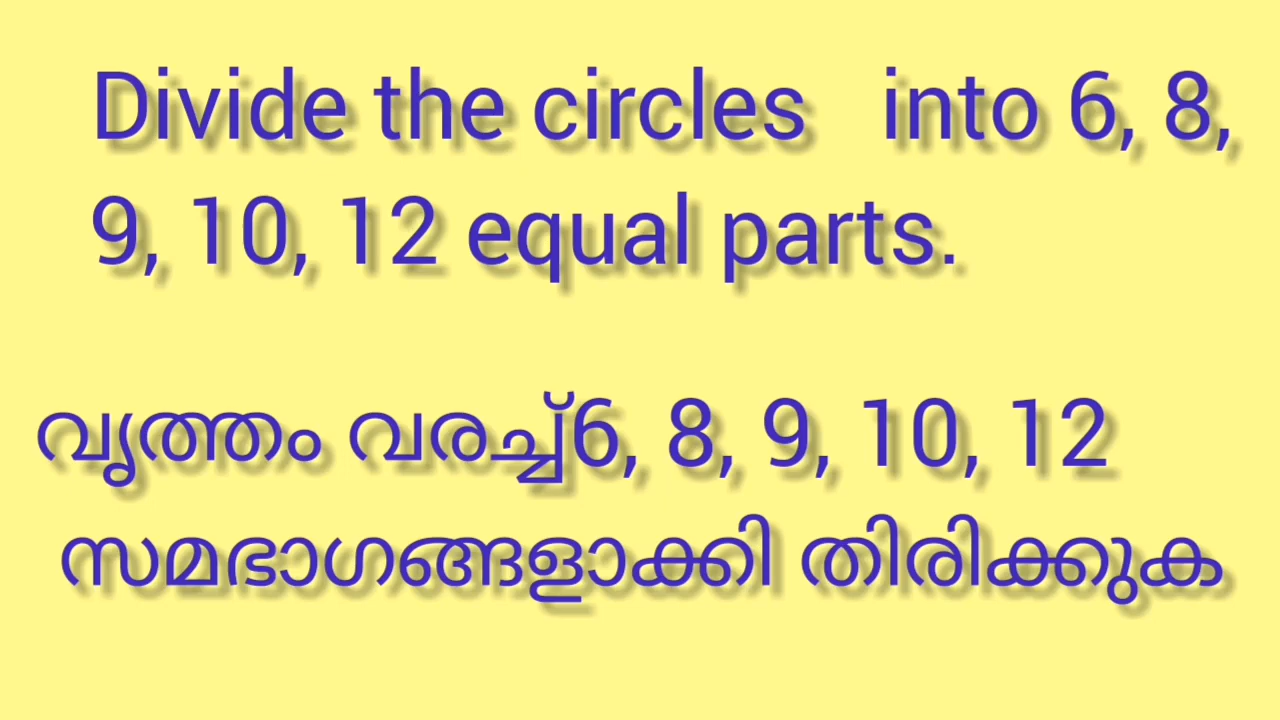 Divide the circles into 6, 8,
9, 10, 12 equal parts.
വൃത്തം വരച്ച്6, 8, 9, 10, 12
സമഭാഗങ്ങളാക്കി തിരിക്കുക